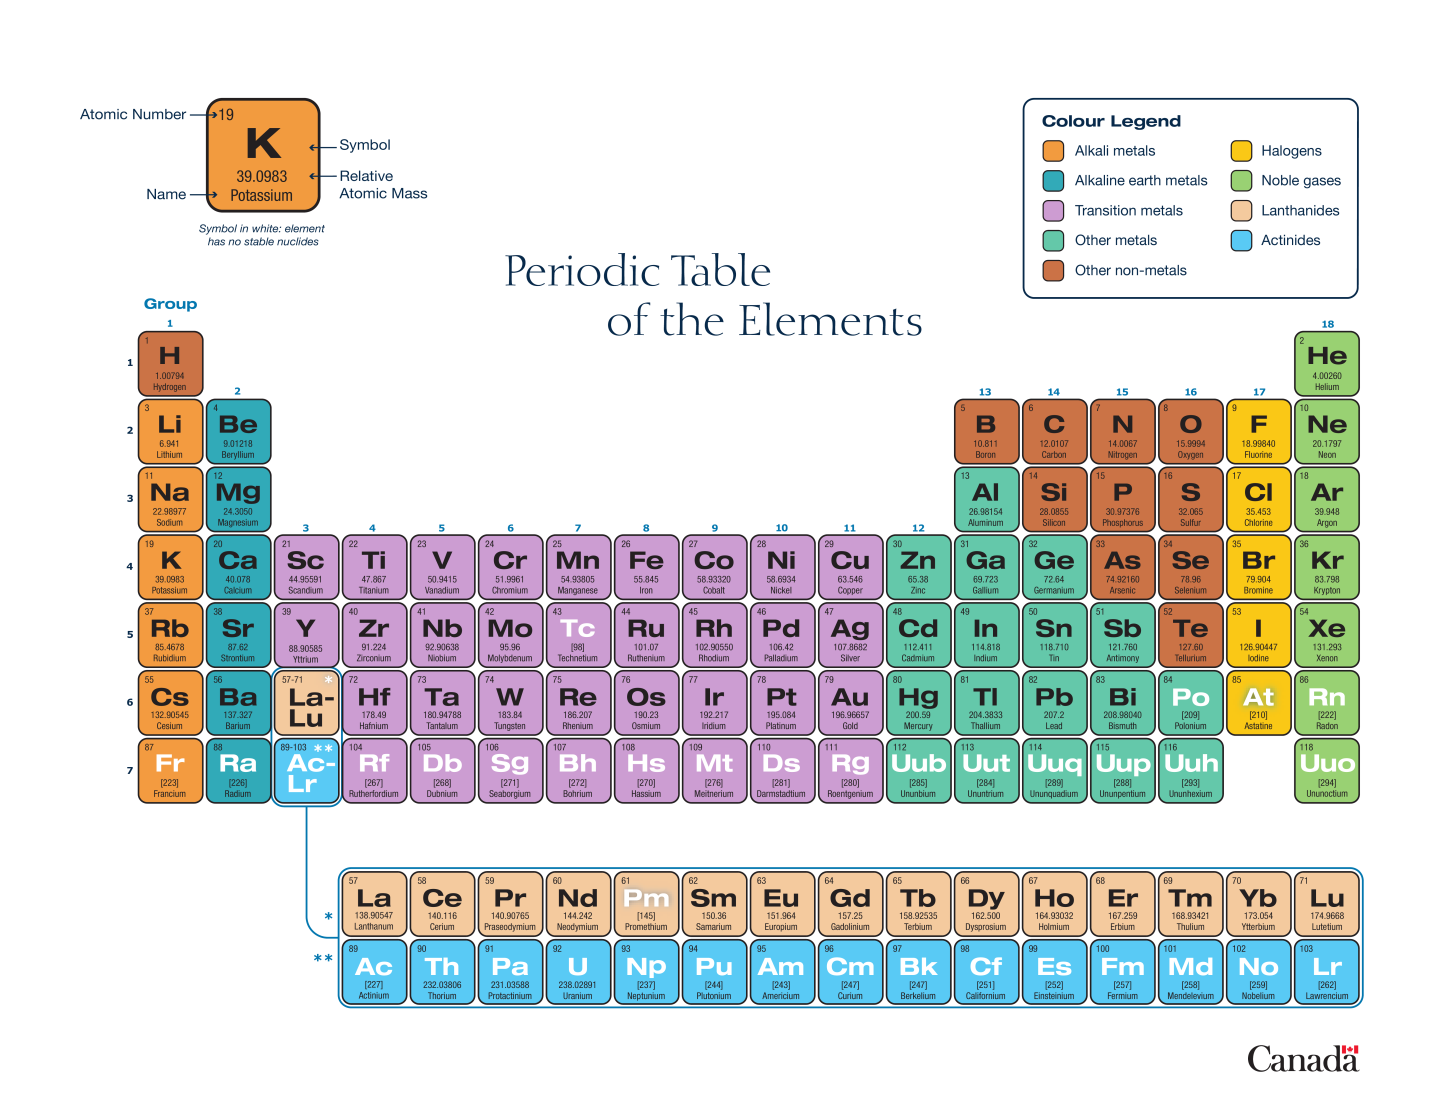 Atomic Number
19
K
39.0983
Potassium
Symbol
Relative
Atomic Mass
Name
Symbol in white: element
has no stable nuclides
Colour Legend
Alkali metals
Alkaline earth metals
Transition metals
Other metals
Other non-metals
Halogens
Noble gases
Lanthanides
Actinides
Periodic Table
of the Elements
Group
1 18
1
1 2
H He
1.00794 4.00260
Hydrogen Helium
2 13 14 15 16 17
2
3 4 5 6 7 8 9 10
Li Be B C N O F Ne
6.941 9.01218 10.811 12.0107 14.0067 15.9994 18.99840 20.1797
Lithium Beryllium Boron Carbon Nitrogen Oxygen Fluorine Neon
3
11 12 13 14 15 16 17 18
Na Mg Al Si P S Cl Ar
22.98977 24.3050 26.98154 28.0855 30.97376 32.065 35.453 39.948
Sodium Magnesium Aluminum Silicon Phosphorus Sulfur Chlorine Argon
3 4 5 6 7 8 9 10 11 12
4
19 20 21 22 23 24 25 26 27 28 29 30 31 32 33 34 35 36
K Ca Sc Ti V Cr Mn Fe Co Ni Cu Zn Ga Ge As Se Br Kr
39.0983 40.078 44.95591 47.867 50.9415 51.9961 54.93805 55.845 58.93320 58.6934 63.546 65.38 69.723 72.64 74.92160 78.96 79.904 83.798
Potassium Calcium Scandium Titanium Vanadium Chromium Manganese Iron Cobalt Nickel Copper Zinc Gallium Germanium Arsenic Selenium Bromine Krypton
5
37 38 39 40 41 42 43 44 45 46 47 48 49 50 51 52 53 54
Rb Sr Y Zr Nb Mo Tc Ru Rh Pd Ag Cd In Sn Sb Te I Xe
85.4678 87.62 88.90585 91.224 92.90638 95.96 [98] 101.07 102.90550 106.42 107.8682 112.411 114.818 118.710 121.760 127.60 126.90447 131.293
Rubidium Strontium Yttrium Zirconium Niobium Molybdenum Technetium Ruthenium Rhodium Palladium Silver Cadmium Indium Tin Antimony Tellurium Iodine Xenon
6
55 56 57-71 * 72 73 74 75 76 77 78 79 80 81 82 83 84 85 86
Cs Ba La-Lu Hf Ta W Re Os Ir Pt Au Hg Tl Pb Bi Po At Rn
132.90545 137.327 178.49 180.94788 183.84 186.207 190.23 192.217 195.084 196.96657 200.59 204.3833 207.2 208.98040 [209] [210] [222]
Cesium Barium Hafnium Tantalum Tungsten Rhenium Osmium Iridium Platinum Gold Mercury Thallium Lead Bismuth Polonium Astatine Radon
7
87 88 89-103 ** 104 105 106 107 108 109 110 111 112 113 114 115 116 118
Fr Ra Ac-Lr Rf Db Sg Bh Hs Mt Ds Rg Uub Uut Uuq Uup Uuh Uuo
[223] [226] [267] [268] [271] [272] [270] [276] [281] [280] [285] [284] [289] [288] [293] [294]
Francium Radium Rutherfordium Dubnium Seaborgium Bohrium Hassium Meitnerium Darmstadtium Roentgenium Ununbium Ununtrium Ununquadium Ununpentium Ununhexium Ununoctium
*
57 58 59 60 61 62 63 64 65 66 67 68 69 70 71
La Ce Pr Nd Pm Sm Eu Gd Tb Dy Ho Er Tm Yb Lu
138.90547 140.116 140.90765 144.242 [145] 150.36 151.964 157.25 158.92535 162.500 164.93032 167.259 168.93421 173.054 174.9668
Lanthanum Cerium Praseodymium Neodymium Promethium Samarium Europium Gadolinium Terbium Dysprosium Holmium Erbium Thulium Ytterbium Lutetium
**
89 90 91 92 93 94 95 96 97 98 99 100 101 102 103
Ac Th Pa U Np Pu Am Cm Bk Cf Es Fm Md No Lr
[227] 232.03806 231.03588 238.02891 [237] [244] [243] [247] [247] [251] [252] [257] [258] [259] [262]
Actinium Thorium Protactinium Uranium Neptunium Plutonium Americium Curium Berkelium Californium Einsteinium Fermium Mendelevium Nobelium Lawrencium
Canada